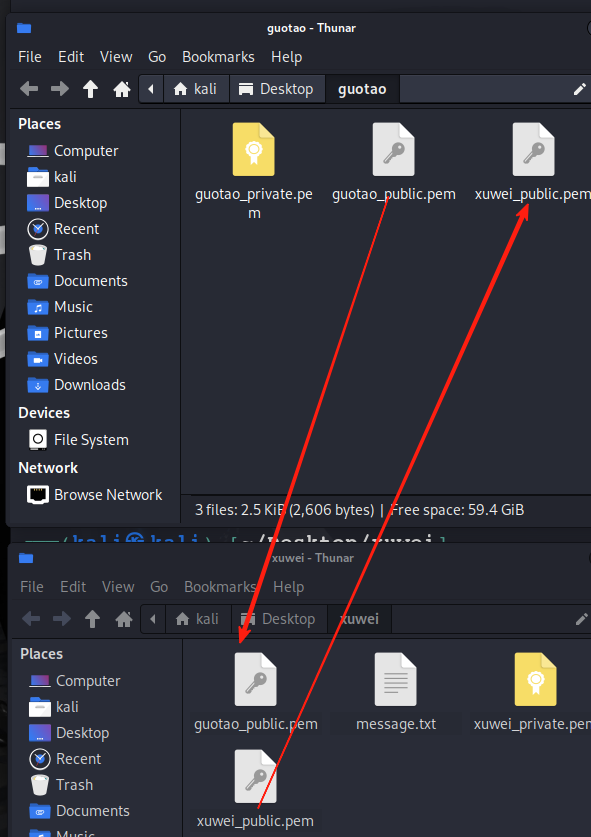 guotao - Thunar
File Edit View Go Bookmarks Help
kali Desktop guotao
Places
Computer
kali
Desktop
Recent
Trash
Documents
Music
Pictures
Videos
Downloads
Devices
File System
Network
Browse Network
guotao_private.pe
m
guotao_public.pem
xuwei_public.pem
3 files: 2.5 KiB (2,606 bytes) | Free space: 59.4 GiB
(kali㉿kali)-[~/Desktop/xuwei]
xuwei - Thunar
File Edit View Go Bookmarks Help
kali Desktop xuwei
Places
Computer
kali
Desktop
Recent
Trash
Documents
Music
guotao_public.pem
message.txt
xuwei_private.pem
xuwei_public.pem